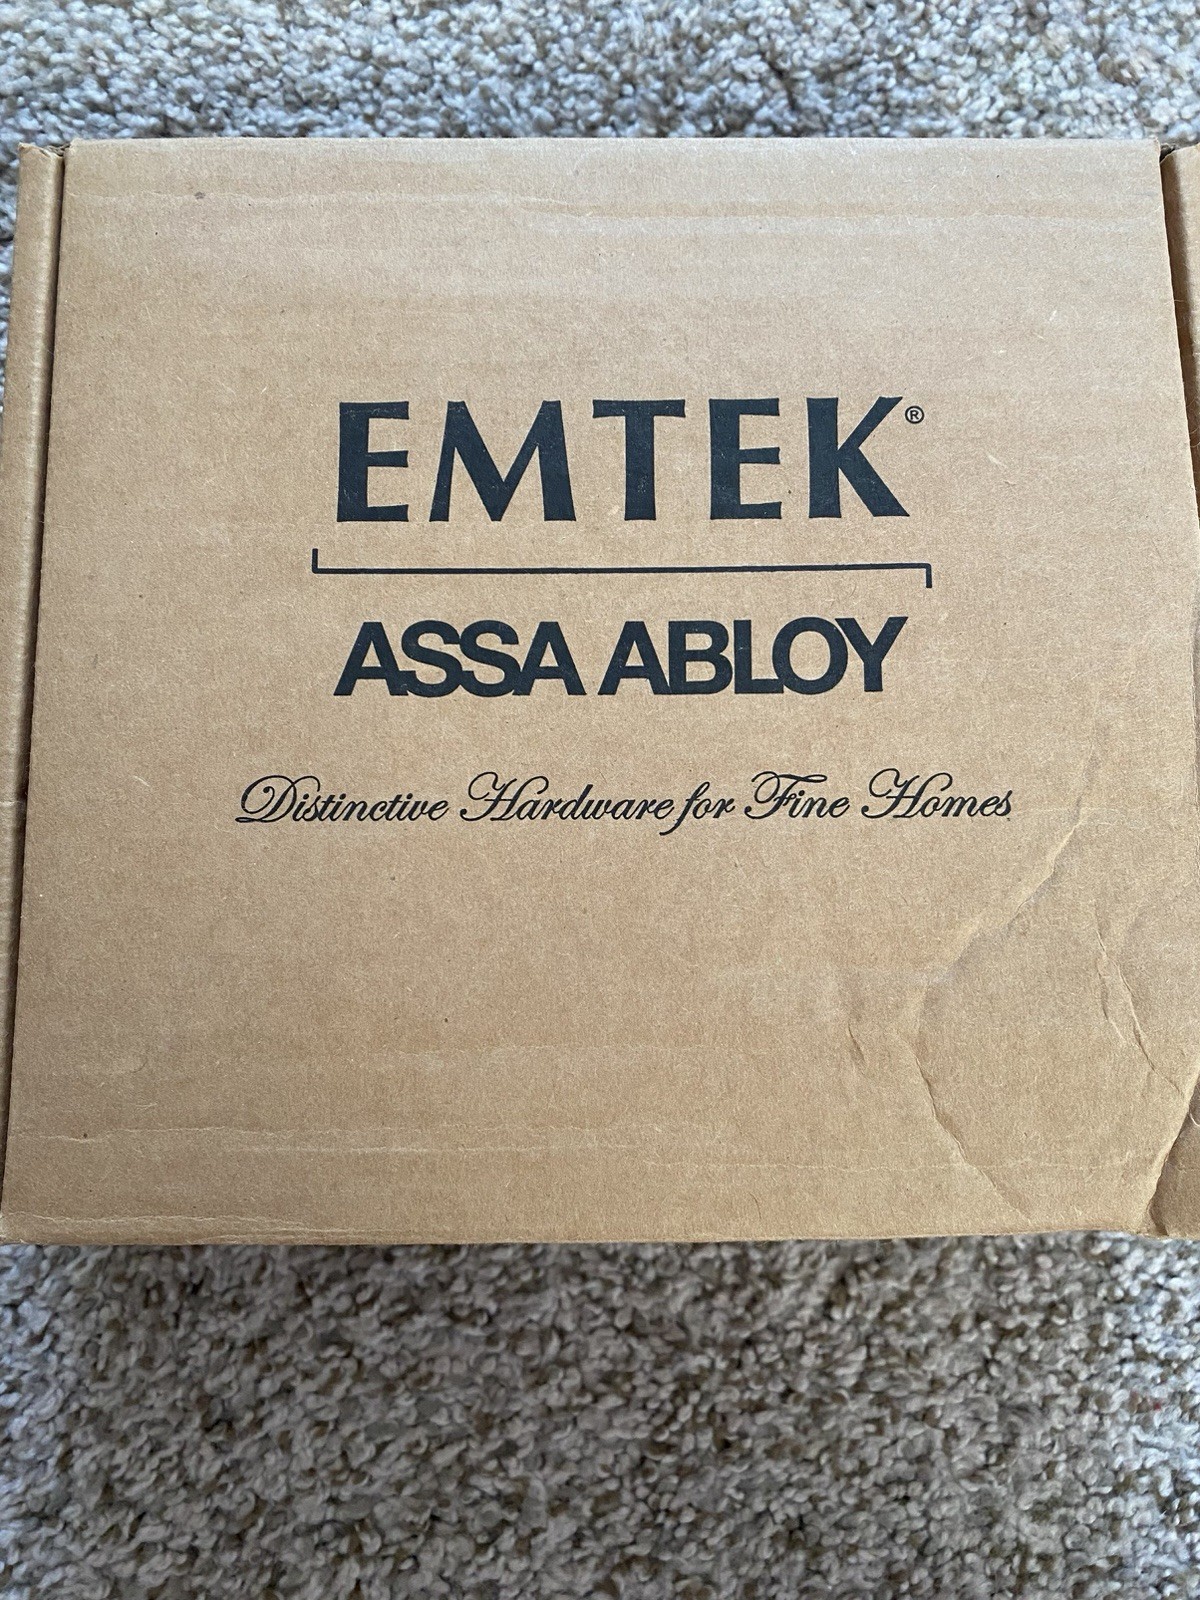 EMTEK®
ASSA ABLOY
Distinctive Hardware for Fine Homes